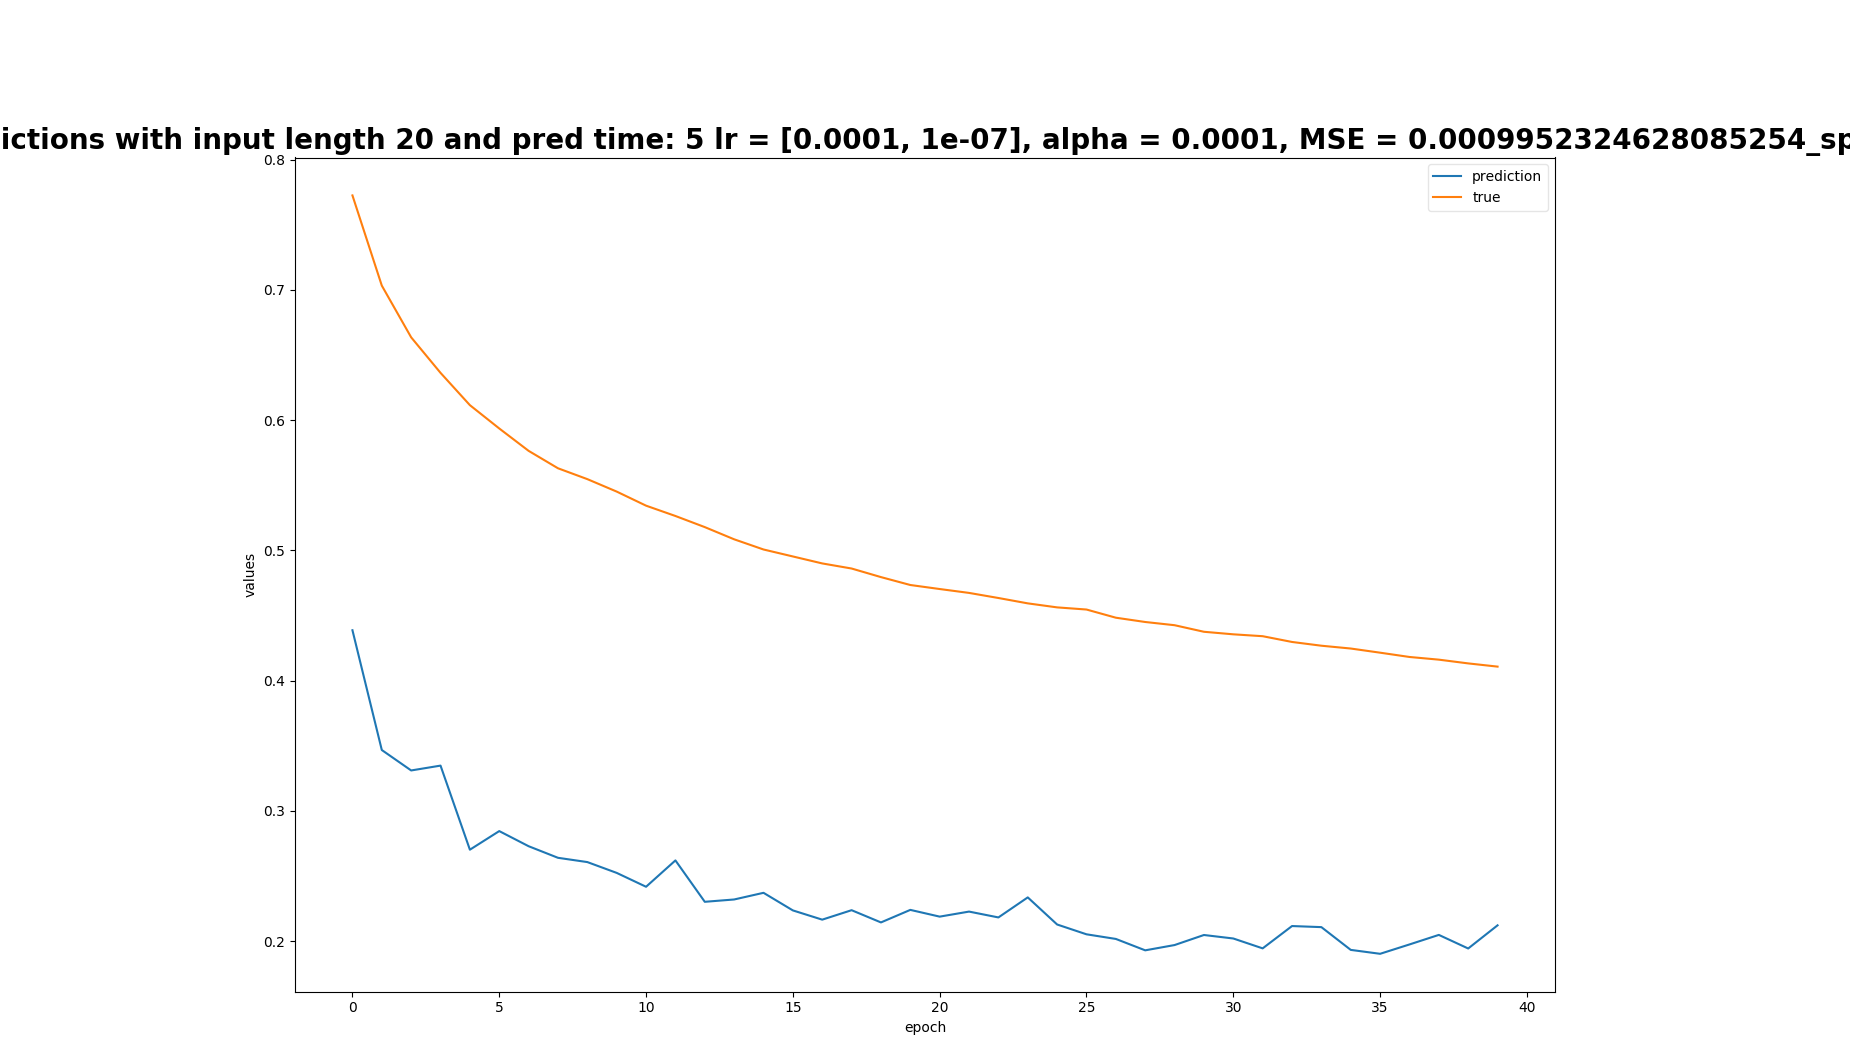 ictions with input length 20 and pred time: 5 lr = [0.0001, 1e-07], alpha = 0.0001, MSE = 0.0009952324628085254_sp
prediction
true
0.8
0.7
0.6
0.5
0.4
0.3
0.2
values
0 5 10 15 20 25 30 35 40
epoch